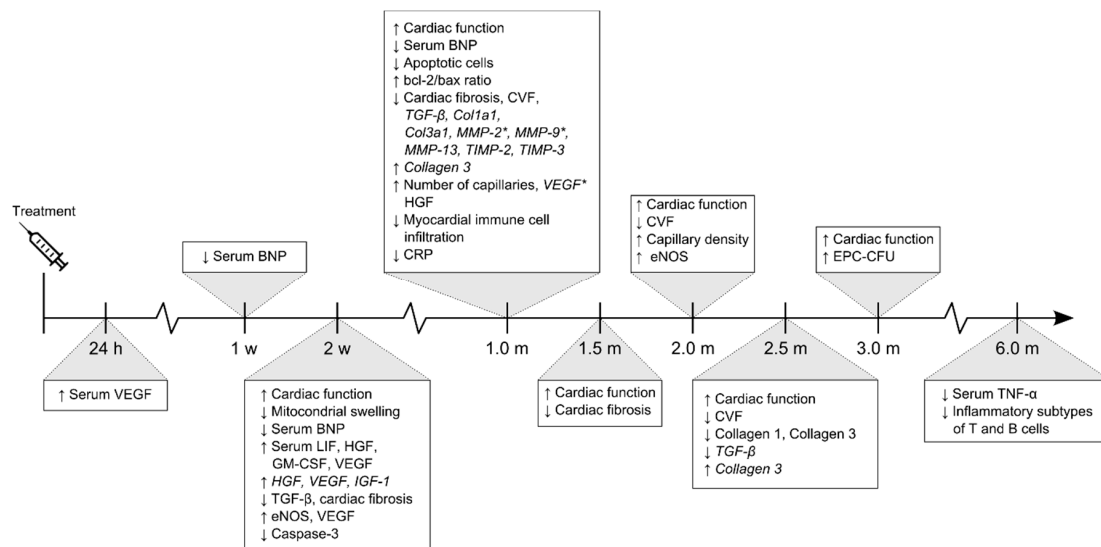 Treatment
↑ Cardiac function
↓ Serum BNP
↓ Apoptotic cells
↑ bcl-2/bax ratio
↓ Cardiac fibrosis, CVF,
TGF-β, Col1a1,
Col3a1, MMP-2*, MMP-9*,
MMP-13, TIMP-2, TIMP-3
↑ Collagen 3
↑ Number of capillaries, VEGF*
HGF
↓ Myocardial immune cell
infiltration
↓ CRP
↓ Serum BNP
↑ Cardiac function
↓ CVF
↑ Capillary density
↑ eNOS
↑ Cardiac function
↑ EPC-CFU
24 h
1 w
2 w
1.0 m
1.5 m
2.0 m
2.5 m
3.0 m
6.0 m
↑ Serum VEGF
↑ Cardiac function
↓ Mitocondrial swelling
↓ Serum BNP
↑ Serum LIF, HGF,
GM-CSF, VEGF
↑ HGF, VEGF, IGF-1
↓ TGF-β, cardiac fibrosis
↑ eNOS, VEGF
↓ Caspase-3
↑ Cardiac function
↓ Cardiac fibrosis
↑ Cardiac function
↓ CVF
↓ Collagen 1, Collagen 3
↓ TGF-β
↑ Collagen 3
↓ Serum TNF-α
↓ Inflammatory subtypes
of T and B cells